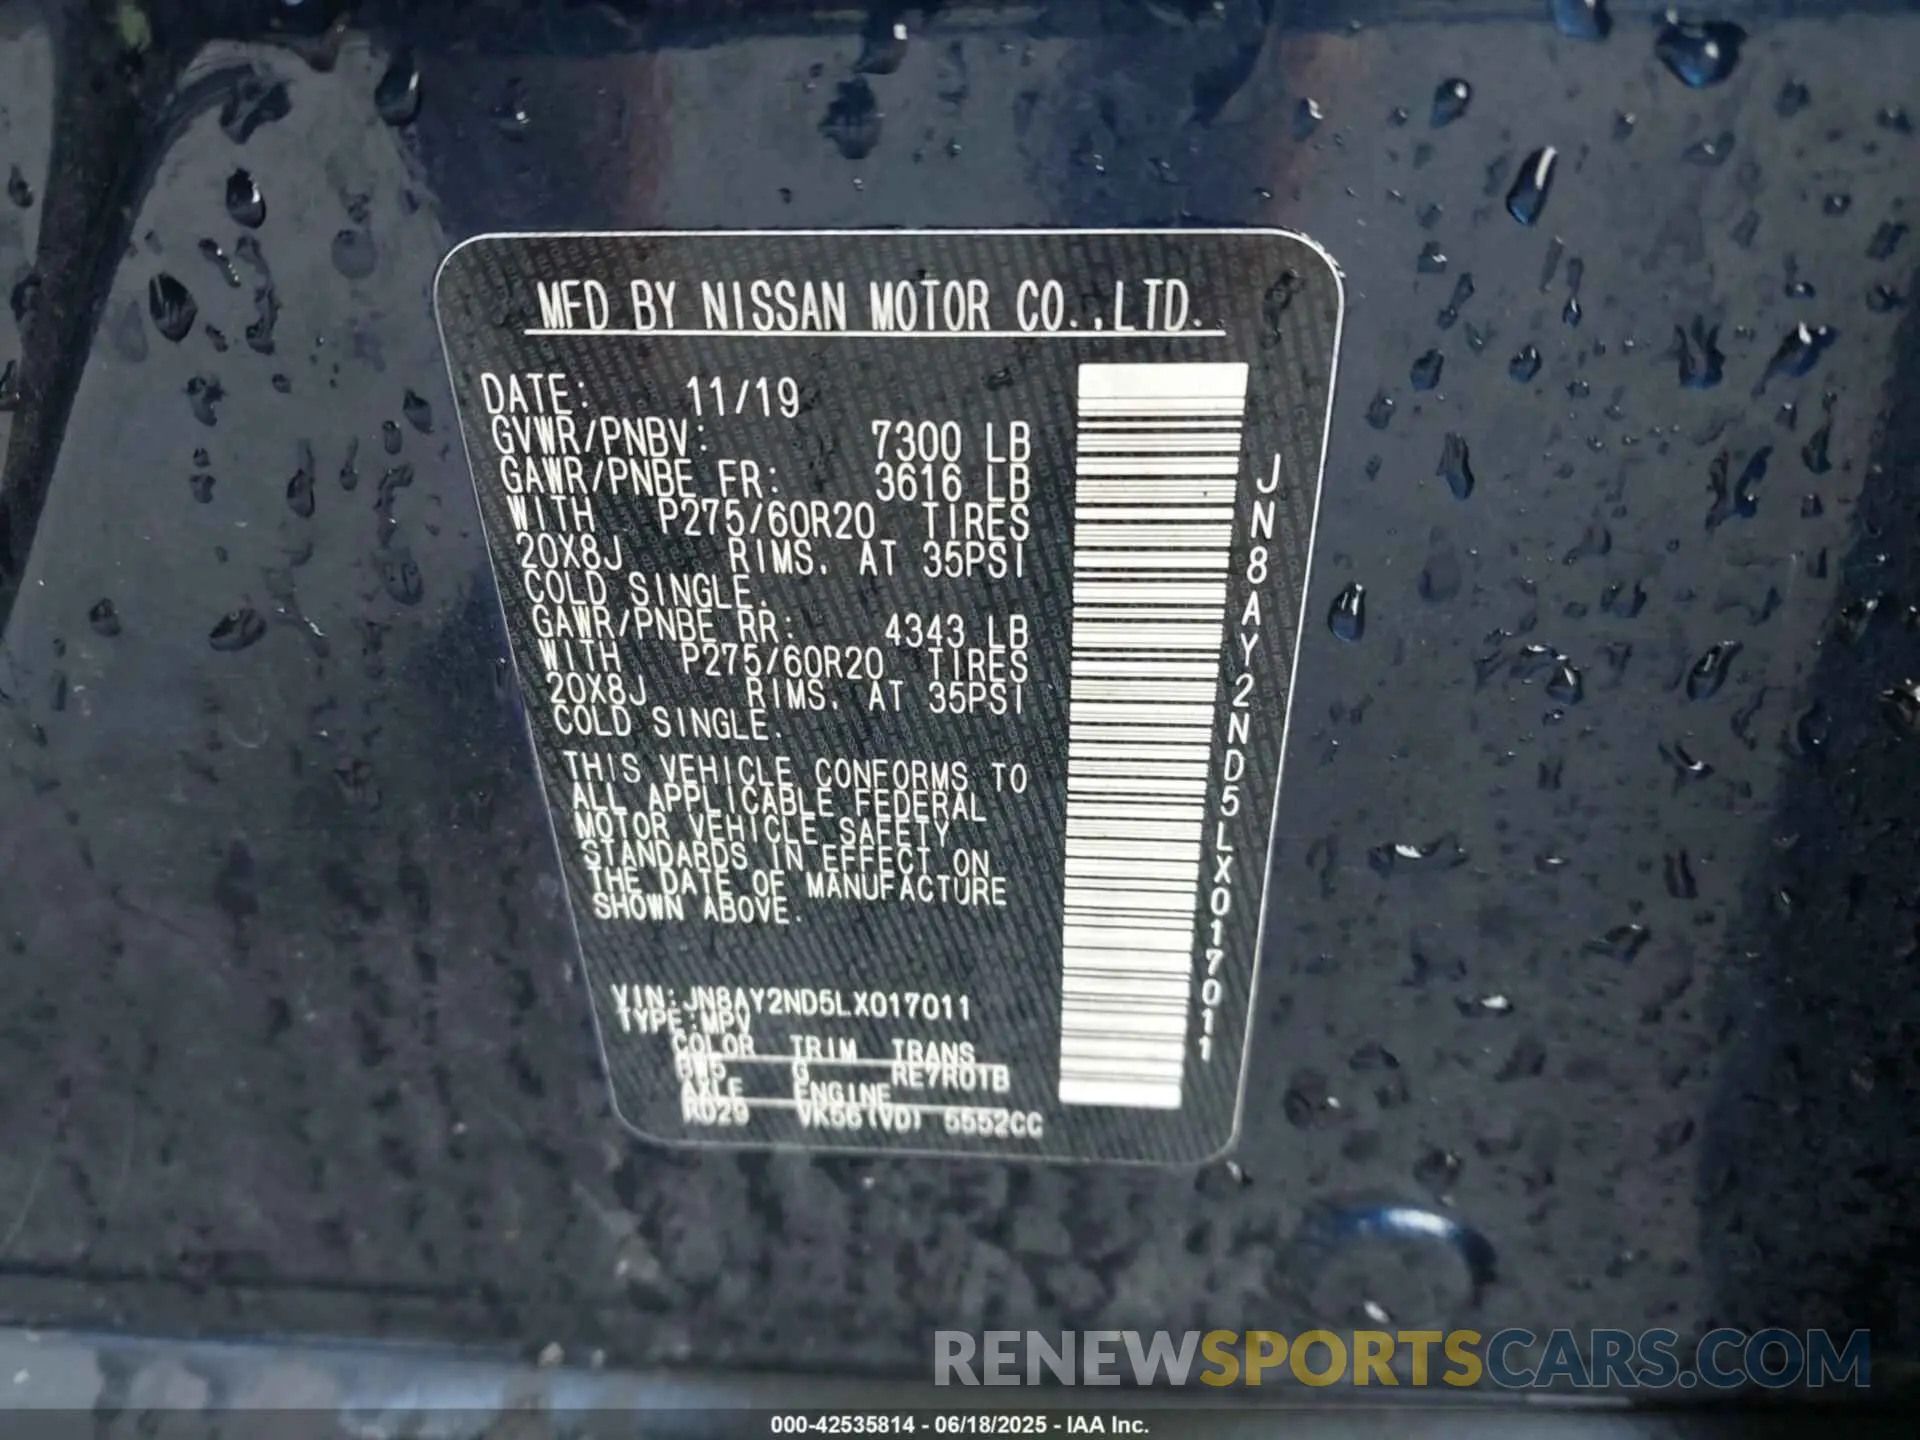 MFD BY NISSAN MOTOR CO.,LTD.
DATE: 11/19
GVWR/PNBV: 7300 LB
GAWR/PNBE FR: 3616 LB
WITH P275/60R20 TIRES
20X8J RIMS. AT 35PSI
COLD SINGLE.
GAWR/PNBE RR: 4343 LB
WITH P275/60R20 TIRES
20X8J RIMS. AT 35PSI
COLD SINGLE.
THIS VEHICLE CONFORMS TO
ALL APPLICABLE FEDERAL
MOTOR VEHICLE SAFETY
STANDARDS IN EFFECT ON
THE DATE OF MANUFACTURE
SHOWN ABOVE.
VIN:JN8AY2ND5LX017011
TYPE:MPV
COLOR TRIM TRANS
BW5 G RE7R01B
AXLE ENGINE
R029 VK56(VD) 5552CC
JN8AY2ND5LX017011
RENEWSPORTSCARS.COM
000-42535814 - 06/18/2025 - IAA Inc.